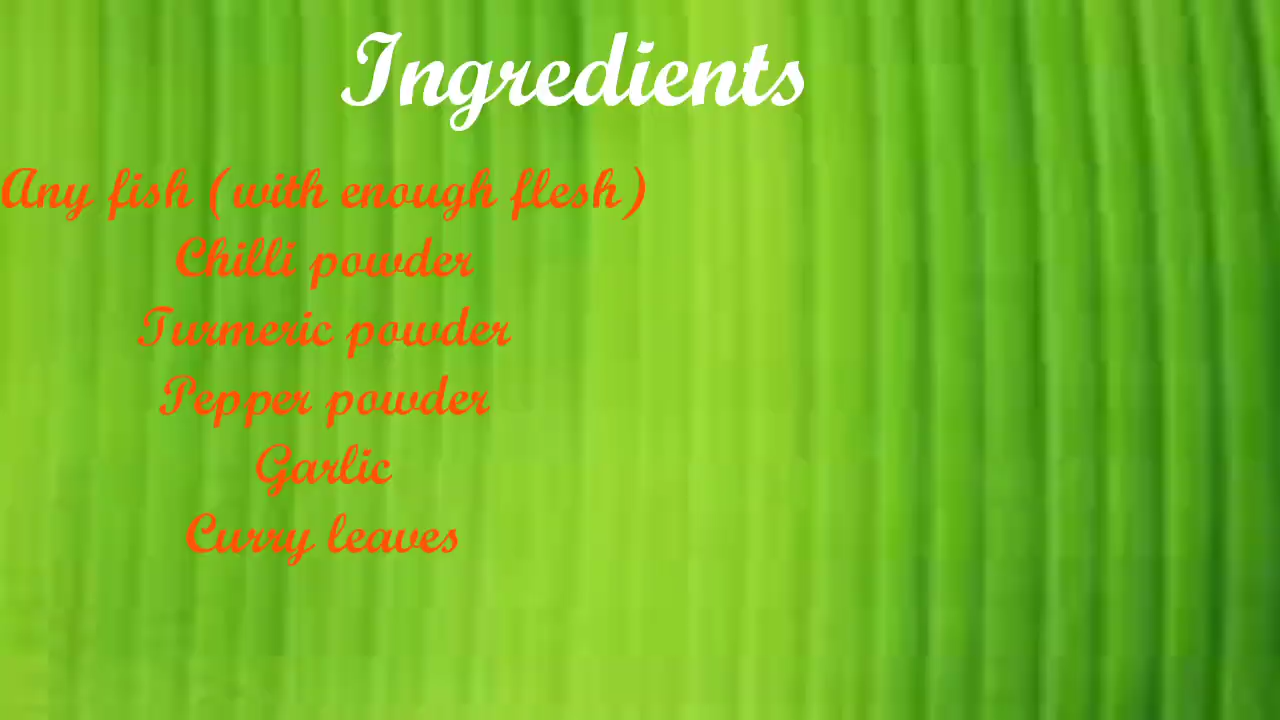 Ingredients
Any fish (with enough flesh)
Chilli powder
Turmeric powder
Pepper powder
Garlic
Curry leaves